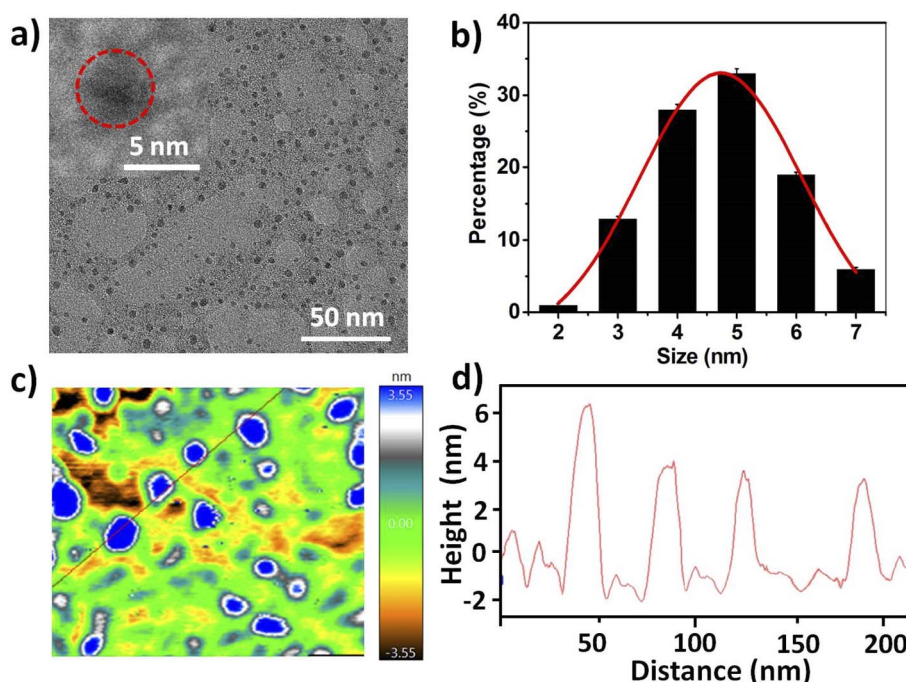 a)
5 nm
50 nm
b)
Percentage (%)
40
30
20
10
0
2 3 4 5 6 7
Size (nm)
c)
nm
3.55
0.00
-3.55
d)
Height (nm)
6
4
2
0
-2
50 100 150 200
Distance (nm)